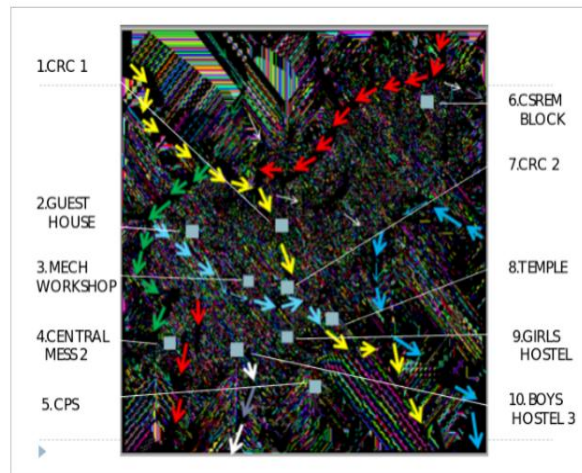 1.CRC 1
2.GUEST
HOUSE
3.MECH
WORKSHOP
4.CENTRAL
MESS 2
5.CPS
6.CSREM
BLOCK
7.CRC 2
8.TEMPLE
9.GIRLS
HOSTEL
10.BOYS
HOSTEL 3